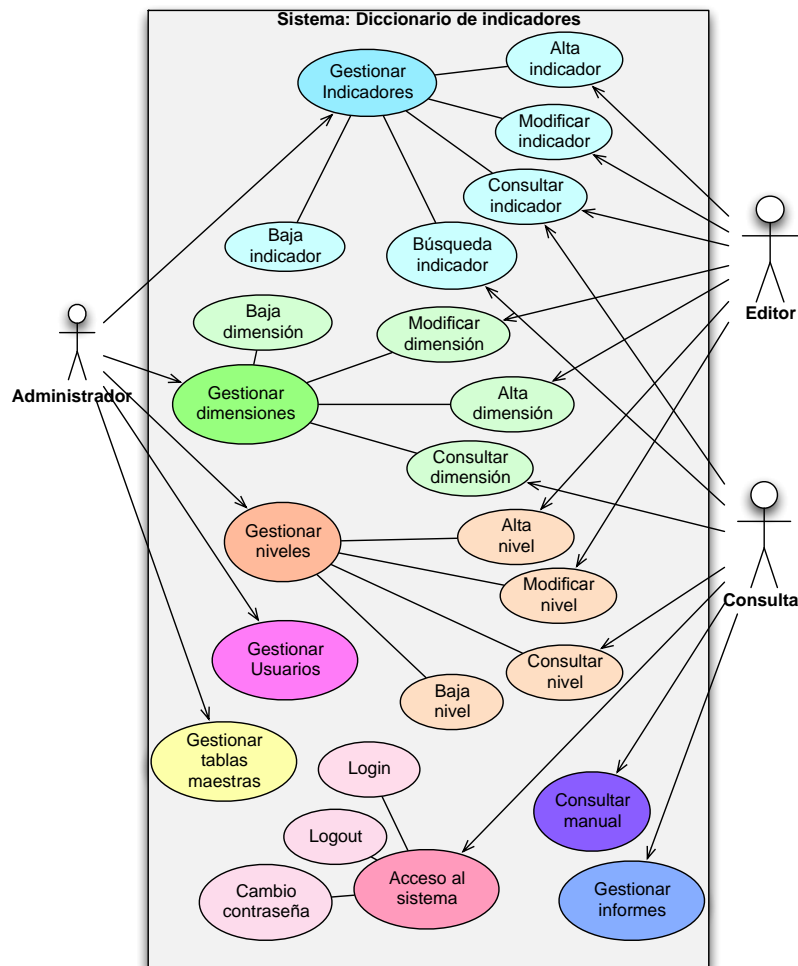 Sistema: Diccionario de indicadores
Gestionar
Indicadores
Alta
indicador
Modificar
indicador
Consultar
indicador
Baja
indicador
Búsqueda
indicador
Editor
Baja
dimensión
Modificar
dimensión
Administrador
Gestionar
dimensiones
Alta
dimensión
Consultar
dimensión
Gestionar
niveles
Alta
nivel
Modificar
nivel
Consulta
Gestionar
Usuarios
Consultar
nivel
Baja
nivel
Gestionar
tablas
maestras
Login
Consultar
manual
Logout
Acceso al
sistema
Cambio
contraseña
Gestionar
informes